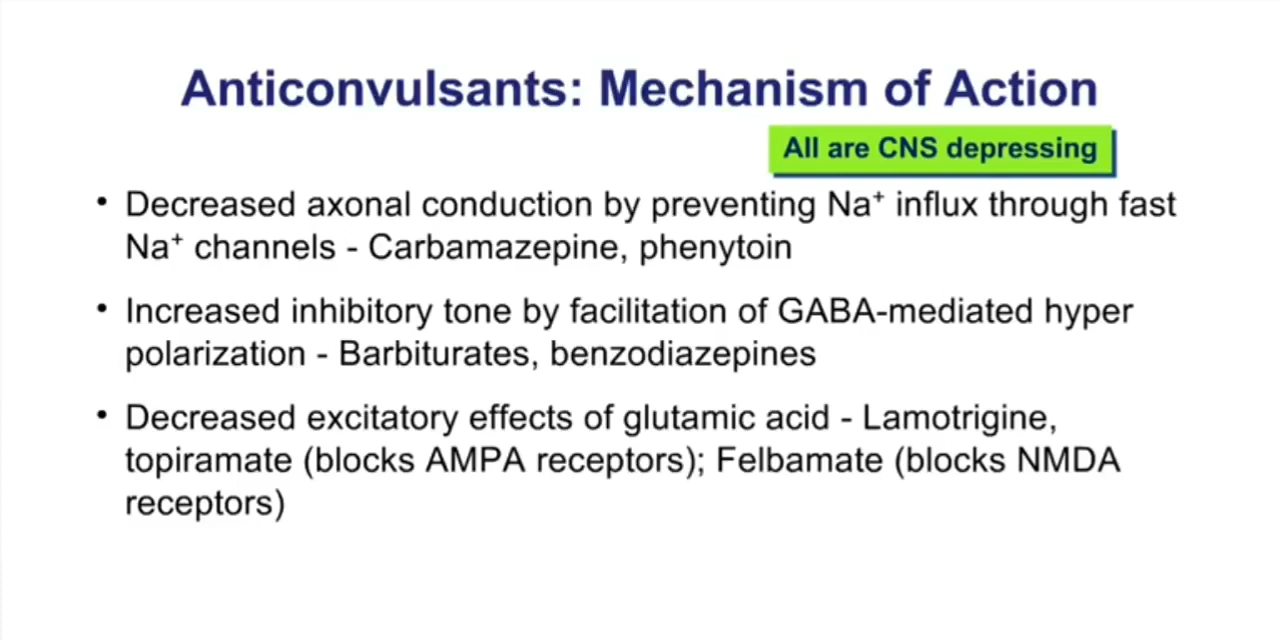 Anticonvulsants: Mechanism of Action
All are CNS depressing
• Decreased axonal conduction by preventing Na⁺ influx through fast
Na⁺ channels - Carbamazepine, phenytoin
• Increased inhibitory tone by facilitation of GABA-mediated hyper
polarization - Barbiturates, benzodiazepines
• Decreased excitatory effects of glutamic acid - Lamotrigine,
topiramate (blocks AMPA receptors); Felbamate (blocks NMDA
receptors)